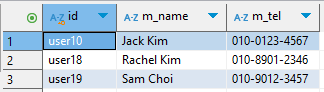 id m_name m_tel
1 user10 Jack Kim 010-0123-4567
2 user18 Rachel Kim 010-8901-2346
3 user19 Sam Choi 010-9012-3457